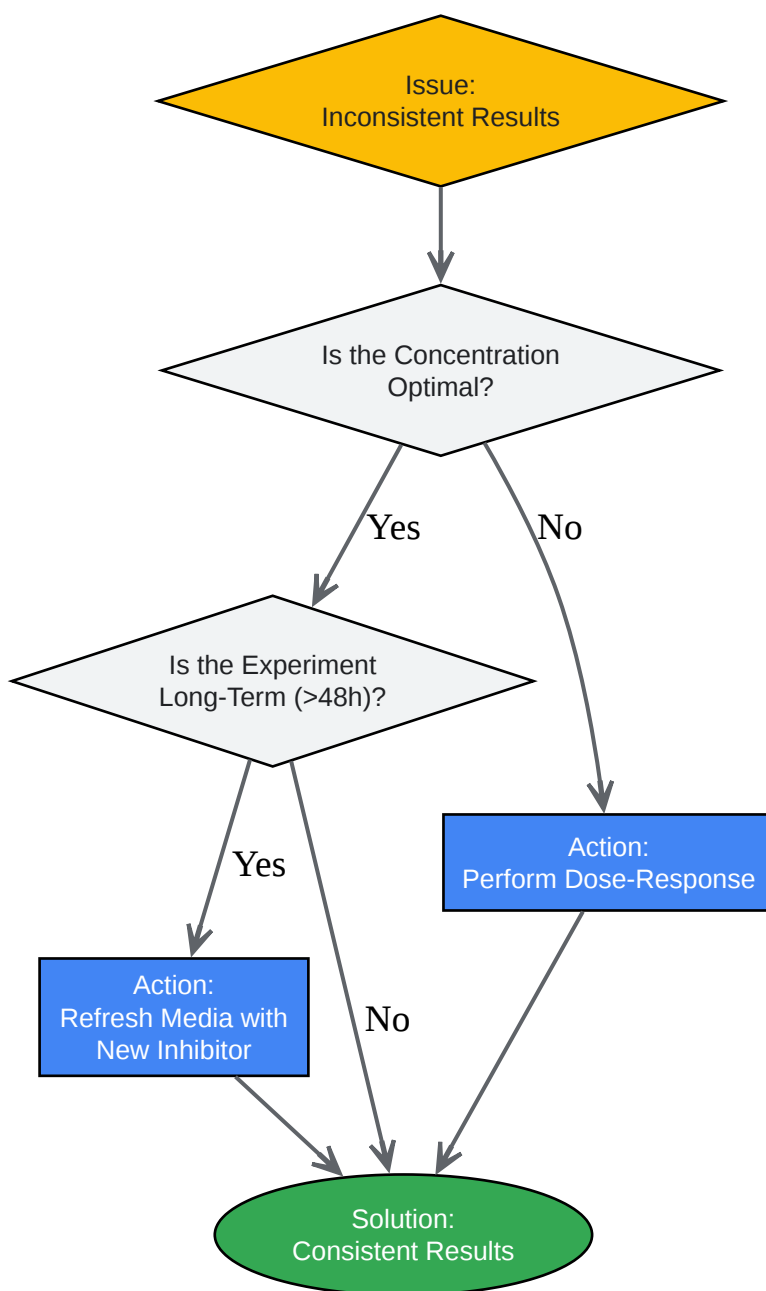 Issue:
Inconsistent Results
Is the Concentration
Optimal?
Yes
No
Is the Experiment
Long-Term (>48h)?
Action:
Perform Dose-Response
Yes
Action:
Refresh Media with
New Inhibitor
No
Solution:
Consistent Results